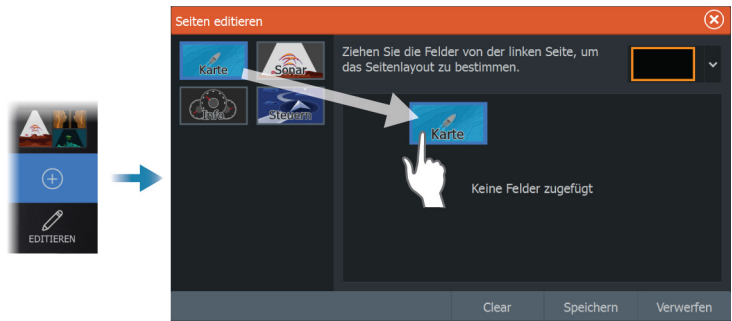 EDITIEREN
Seiten editieren
Karte
Sonar
Info
Steuern
Ziehen Sie die Felder von der linken Seite, um
das Seitenlayout zu bestimmen.
Karte
Keine Felder zugefügt
Clear
Speichern
Verwerfen